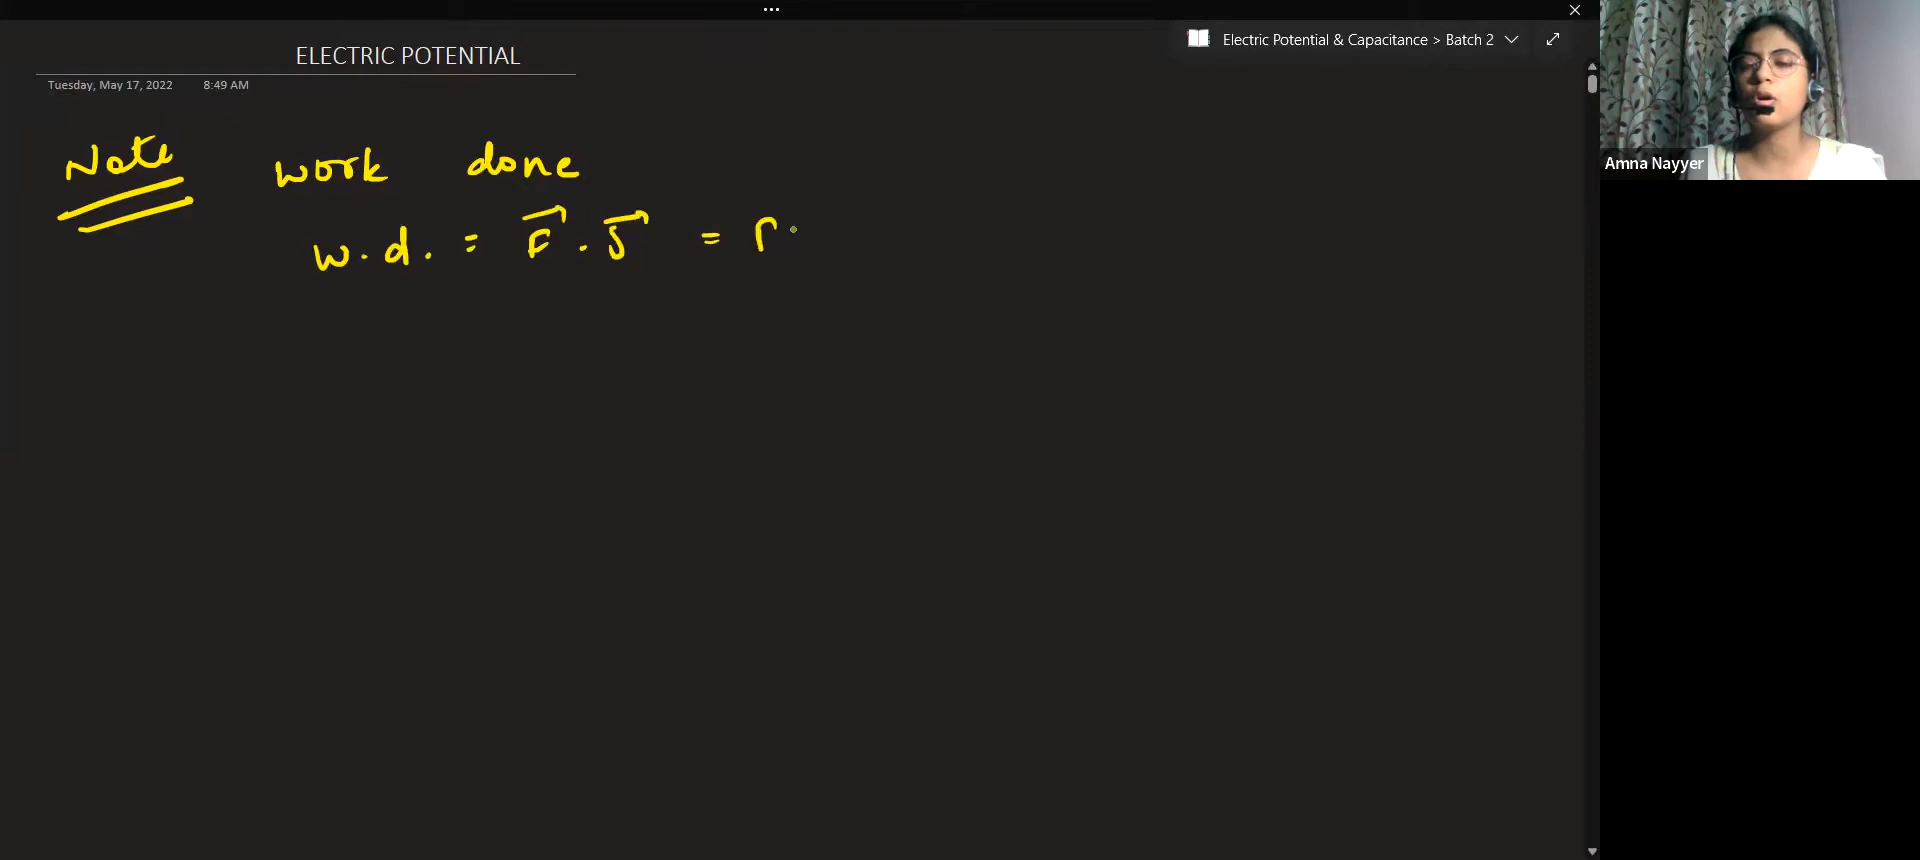 ELECTRIC POTENTIAL
Electric Potential & Capacitance > Batch 2
Tuesday, May 17, 2022 8:49 AM
Note work done
w.d. = F⃗ . S⃗ =
Amna Nayyer